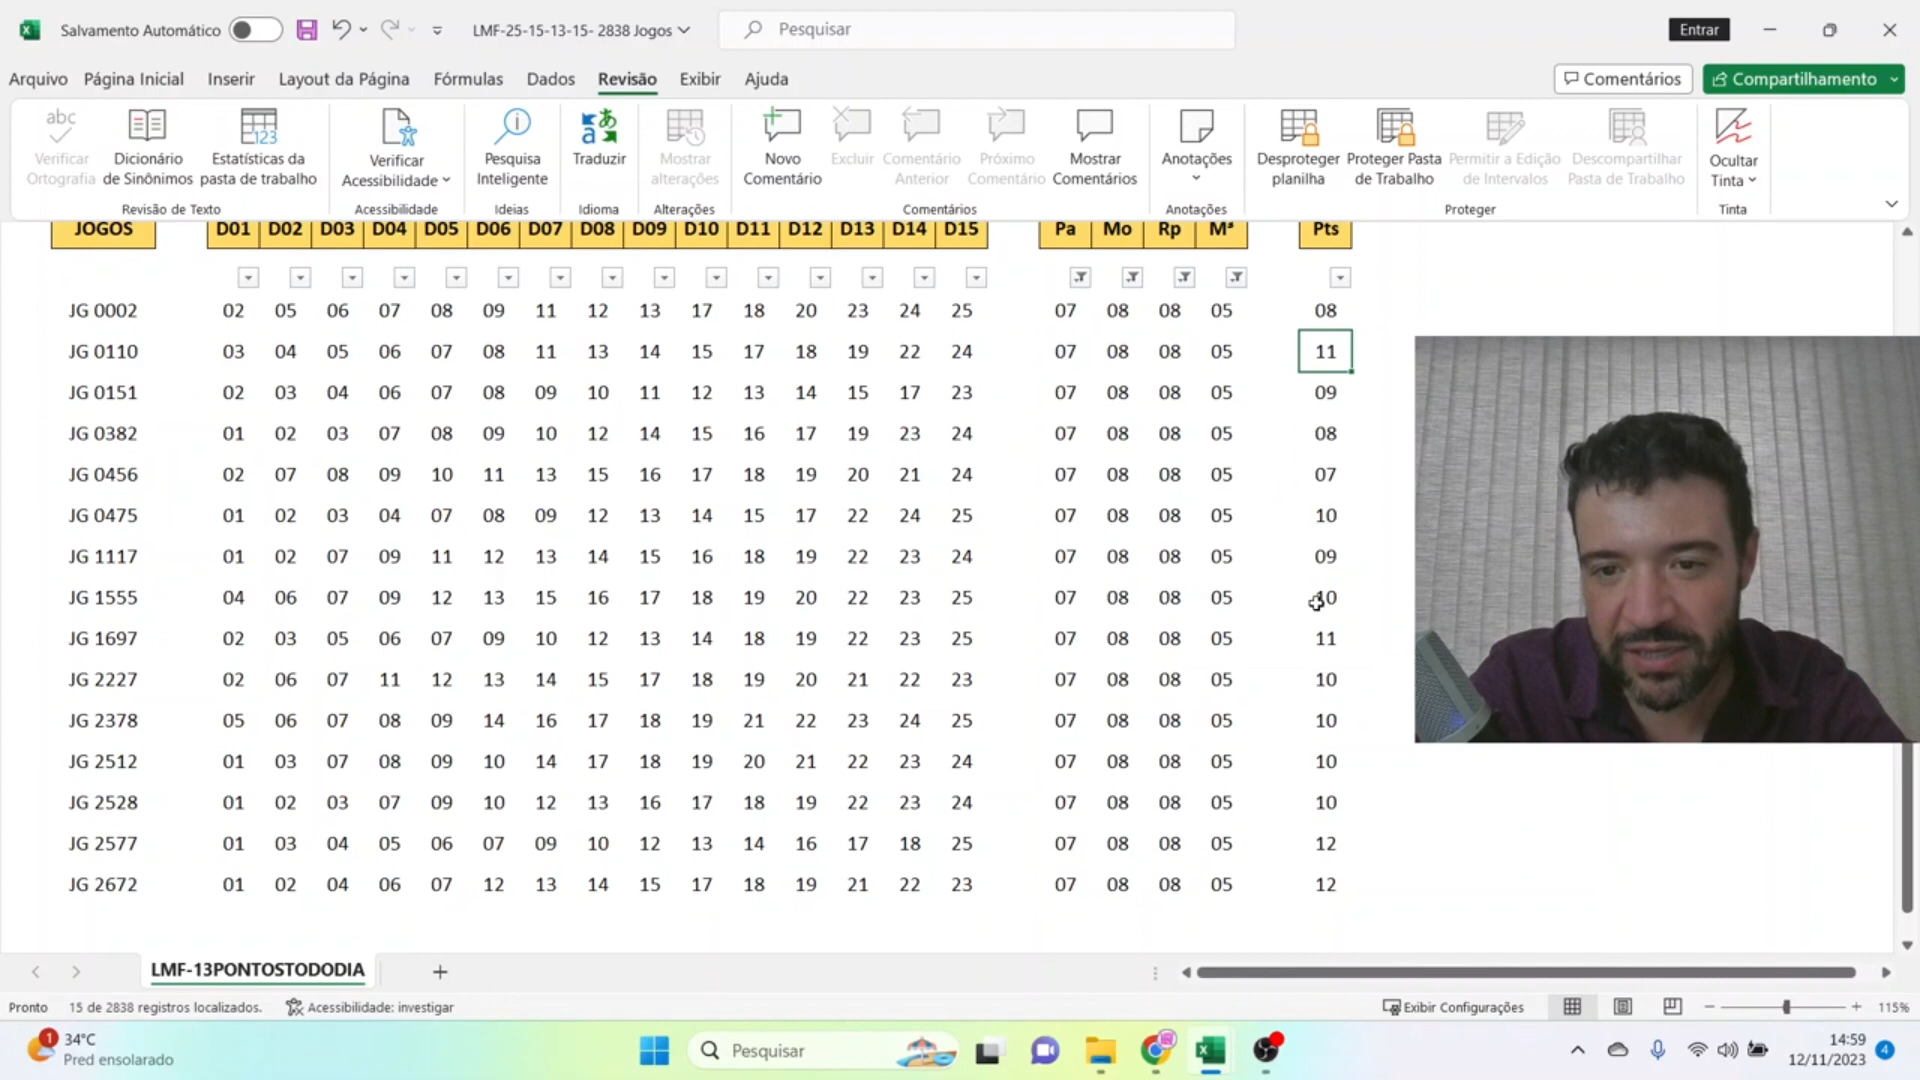 Salvamento Automático
LMF-25-15-13-15- 2838 Jogos
Pesquisar
Entrar
Arquivo Página Inicial Inserir Layout da Página Fórmulas Dados Revisão Exibir Ajuda
Comentários
Compartilhamento
abc
Verificar Ortografia
Dicionário de Sinônimos
123
Estatísticas da pasta de trabalho
Revisão de Texto
Verificar Acessibilidade
Acessibilidade
Pesquisa Inteligente
Ideias
Traduzir
Idioma
Mostrar alterações
Alterações
Novo Comentário
Excluir
Comentário Anterior
Próximo Comentário
Mostrar Comentários
Comentários
Anotações
Anotações
Desproteger planilha
Proteger Pasta de Trabalho
Permitir a Edição de Intervalos
Descompartilhar Pasta de Trabalho
Proteger
Ocultar Tinta
Tinta
JOGOS D01 D02 D03 D04 D05 D06 D07 D08 D09 D10 D11 D12 D13 D14 D15 Pa Mo Rp Mª Pts
JG 0002 02 05 06 07 08 09 11 12 13 17 18 20 23 24 25 07 08 08 05 08
JG 0110 03 04 05 06 07 08 11 13 14 15 17 18 19 22 24 07 08 08 05 11
JG 0151 02 03 04 06 07 08 09 10 11 12 13 14 15 17 23 07 08 08 05 09
JG 0382 01 02 03 07 08 09 10 12 14 15 16 17 19 23 24 07 08 08 05 08
JG 0456 02 07 08 09 10 11 13 15 16 17 18 19 20 21 24 07 08 08 05 07
JG 0475 01 02 03 04 07 08 09 12 13 14 15 17 22 24 25 07 08 08 05 10
JG 1117 01 02 07 09 11 12 13 14 15 16 18 19 22 23 24 07 08 08 05 09
JG 1555 04 06 07 09 12 13 15 16 17 18 19 20 22 23 25 07 08 08 05 10
JG 1697 02 03 05 06 07 09 10 12 13 14 18 19 22 23 25 07 08 08 05 11
JG 2227 02 06 07 11 12 13 14 15 17 18 19 20 21 22 23 07 08 08 05 10
JG 2378 05 06 07 08 09 14 16 17 18 19 21 22 23 24 25 07 08 08 05 10
JG 2512 01 03 07 08 09 10 14 17 18 19 20 21 22 23 24 07 08 08 05 10
JG 2528 01 02 03 07 09 10 12 13 16 17 18 19 22 23 24 07 08 08 05 10
JG 2577 01 03 04 05 06 07 09 10 12 13 14 16 17 18 25 07 08 08 05 12
JG 2672 01 02 04 06 07 12 13 14 15 17 18 19 21 22 23 07 08 08 05 12
LMF-13PONTOSTODODIA
Pronto 15 de 2838 registros localizados. Acessibilidade: investigar
Exibir Configurações
115%
1
34°C
Pred ensolarado
Pesquisar
14:59
12/11/2023
4